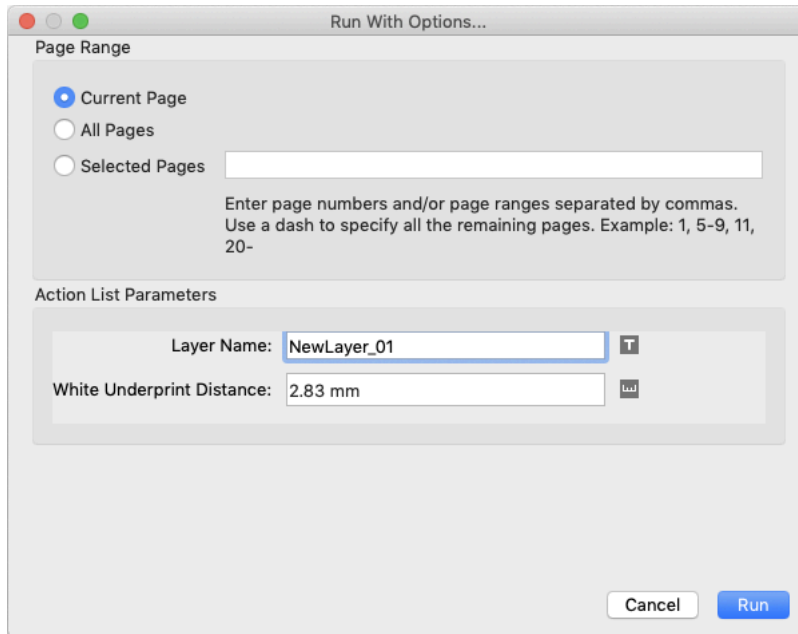 Run With Options...
Page Range
Current Page
All Pages
Selected Pages
Enter page numbers and/or page ranges separated by commas.
Use a dash to specify all the remaining pages. Example: 1, 5-9, 11,
20-
Action List Parameters
Layer Name: NewLayer_01 T
White Underprint Distance: 2.83 mm
Cancel Run